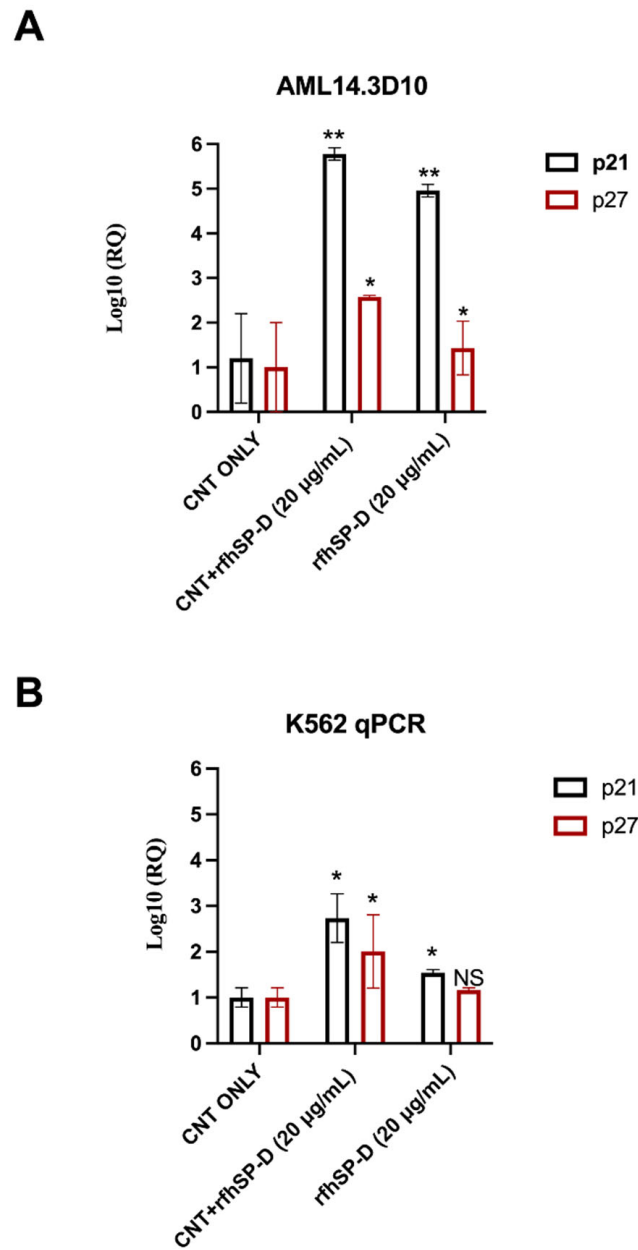 A
AML14.3D10
Log10 (RQ)
6
5
4
3
2
1
0
**
*
**
*
p21
p27
CNT ONLY
CNT+rfhSP-D (20 µg/mL)
rfhSP-D (20 µg/mL)
B
K562 qPCR
Log10 (RQ)
6
5
4
3
2
1
0
*
*
*
NS
p21
p27
CNT ONLY
CNT+rfhSP-D (20 µg/mL)
rfhSP-D (20 µg/mL)